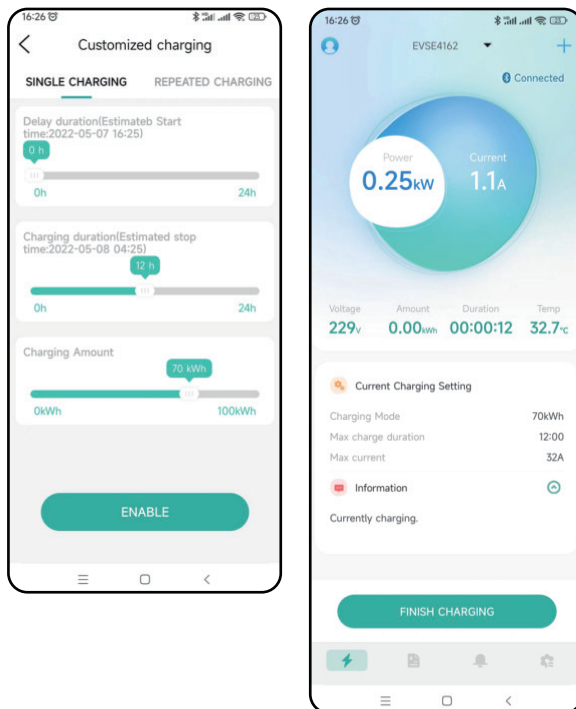 16:26
Customized charging
SINGLE CHARGING REPEATED CHARGING
Delay duration(Estimateb Start
time:2022-05-07 16:25)
0 h
0h 24h
Charging duration(Estimated stop
time:2022-05-08 04:25)
12 h
0h 24h
Charging Amount
70 kWh
0kWh 100kWh
ENABLE
16:26
EVSE4162
Connected
Power Current
0.25kW 1.1A
Voltage Amount Duration Temp
229V 0.00kWh 00:00:12 32.7℃
Current Charging Setting
Charging Mode 70kWh
Max charge duration 12:00
Max current 32A
Information
Currently charging.
FINISH CHARGING